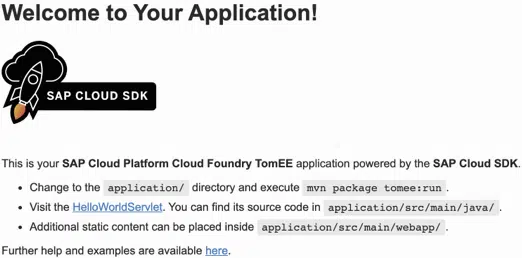 Welcome to Your Application!
SAP CLOUD SDK
This is your SAP Cloud Platform Cloud Foundry TomEE application powered by the SAP Cloud SDK.
• Change to the application/ directory and execute mvn package tomee:run.
• Visit the HelloWorldServlet. You can find its source code in application/src/main/java/.
• Additional static content can be placed inside application/src/main/webapp/.
Further help and examples are available here.